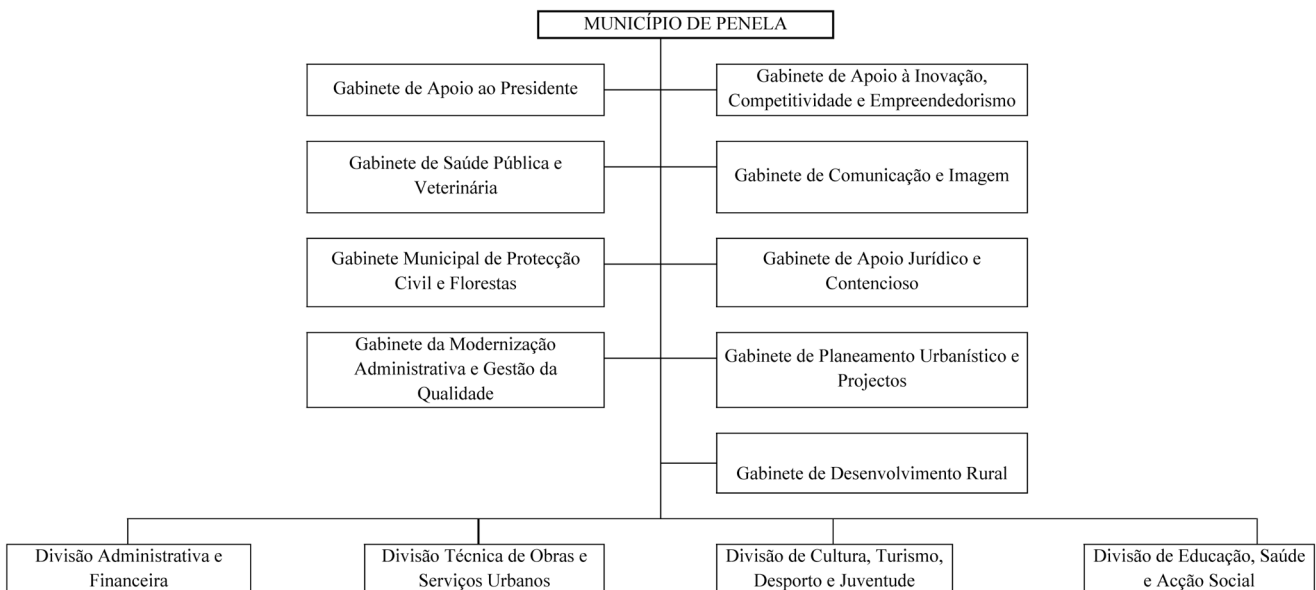 MUNICÍPIO DE PENELA
Gabinete de Apoio ao Presidente
Gabinete de Apoio à Inovação,
Competitividade e Empreendedorismo
Gabinete de Saúde Pública e
Veterinária
Gabinete de Comunicação e Imagem
Gabinete Municipal de Protecção
Civil e Florestas
Gabinete de Apoio Jurídico e
Contencioso
Gabinete da Modernização
Administrativa e Gestão da
Qualidade
Gabinete de Planeamento Urbanístico e
Projectos
Gabinete de Desenvolvimento Rural
Divisão Administrativa e
Financeira
Divisão Técnica de Obras e
Serviços Urbanos
Divisão de Cultura, Turismo,
Desporto e Juventude
Divisão de Educação, Saúde
e Acção Social